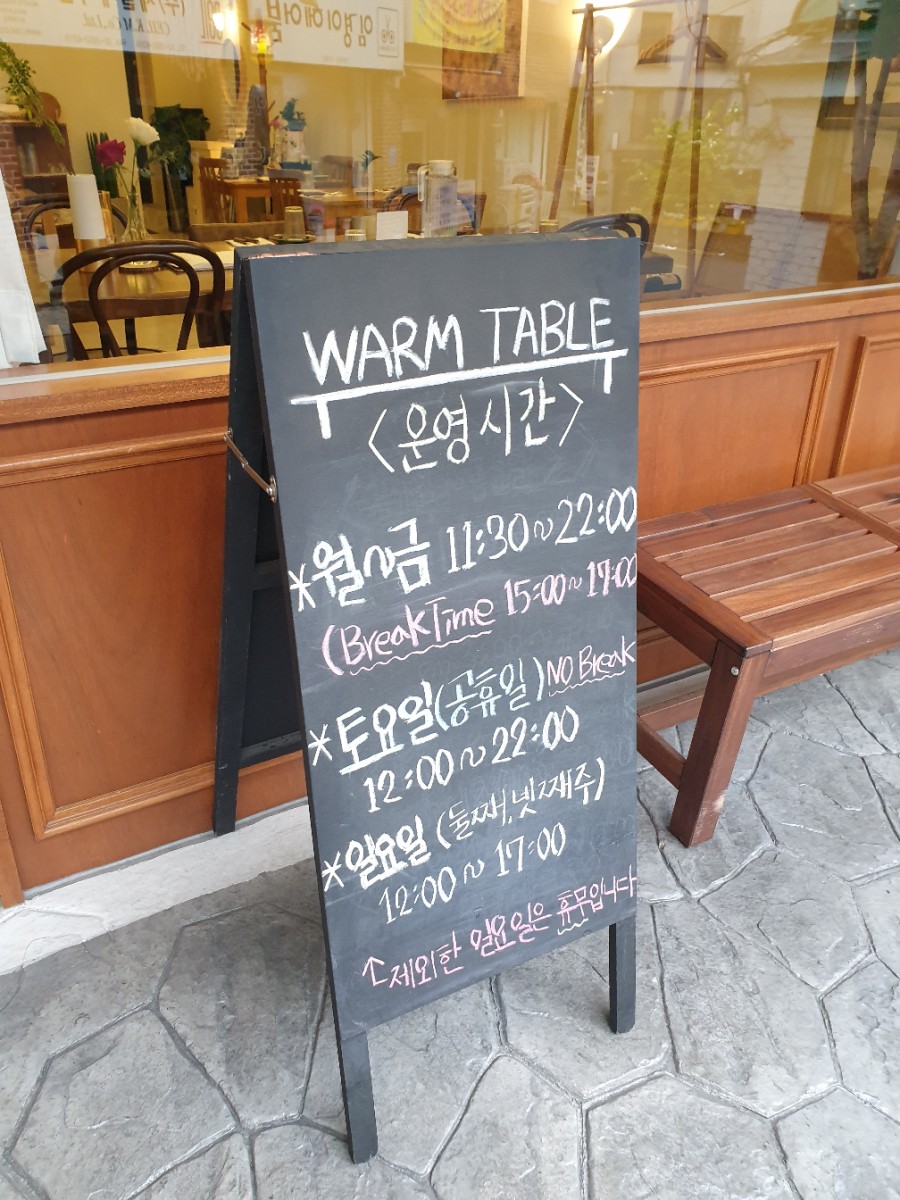 WARM TABLE
<운영시간>
*월~금 11:30~22:00
(Break Time 15:00~17:00
*토요일(공휴일) NO Break
12:00~22:00
*일요일 (둘째,넷째주)
12:00~17:00
↑제외한 일요일은 휴무입니다